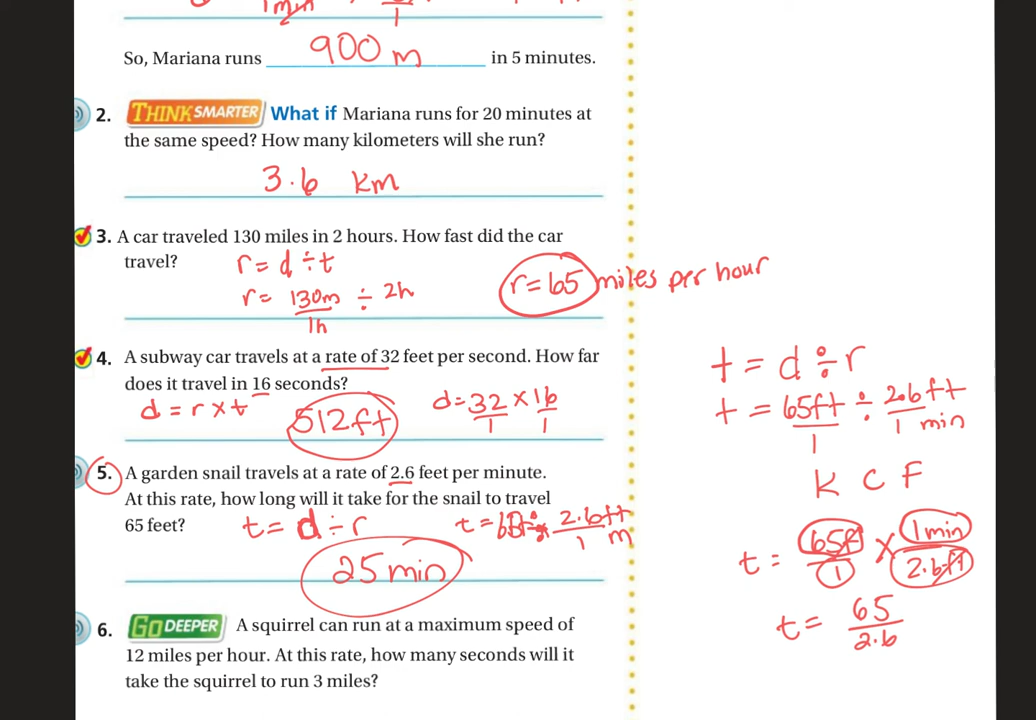 1min
1
So, Mariana runs 900 m in 5 minutes.
2. THINK SMARTER What if Mariana runs for 20 minutes at
the same speed? How many kilometers will she run?
3.6 km
3. A car traveled 130 miles in 2 hours. How fast did the car
travel?
r = d ÷ t
r = 130m ÷ 2h
1h
r = 65 miles per hour
4. A subway car travels at a rate of 32 feet per second. How far
does it travel in 16 seconds?
d = r x t
512ft
d = 32 x 16
1 1
5. A garden snail travels at a rate of 2.6 feet per minute.
At this rate, how long will it take for the snail to travel
65 feet?
t = d ÷ r
t = ÷ 2.6ft
1 m
25 min
6. GO DEEPER A squirrel can run at a maximum speed of
12 miles per hour. At this rate, how many seconds will it
take the squirrel to run 3 miles?
t = d ÷ r
t = 65ft ÷ 2.6ft
1 1 min
K C F
t = 65ft x 1min
1 2.6ft
t = 65
2.6